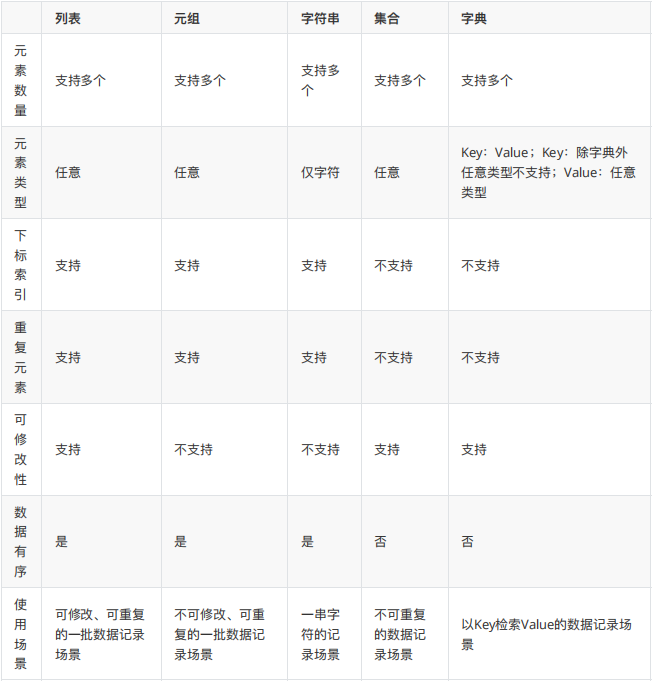 列表 元组 字符串 集合 字典
元素数量 支持多个 支持多个 支持多个 支持多个 支持多个
元素类型 任意 任意 仅字符 任意 Key：Value；Key：除字典外任意类型不支持；Value：任意类型
下标索引 支持 支持 支持 不支持 不支持
重复元素 支持 支持 支持 不支持 不支持
可修改性 支持 不支持 不支持 支持 支持
数据有序 是 是 是 否 否
使用场景 可修改、可重复的一批数据记录场景 不可修改、可重复的一批数据记录场景 一串字符的记录场景 不可重复的数据记录场景 以Key检索Value的数据记录场景